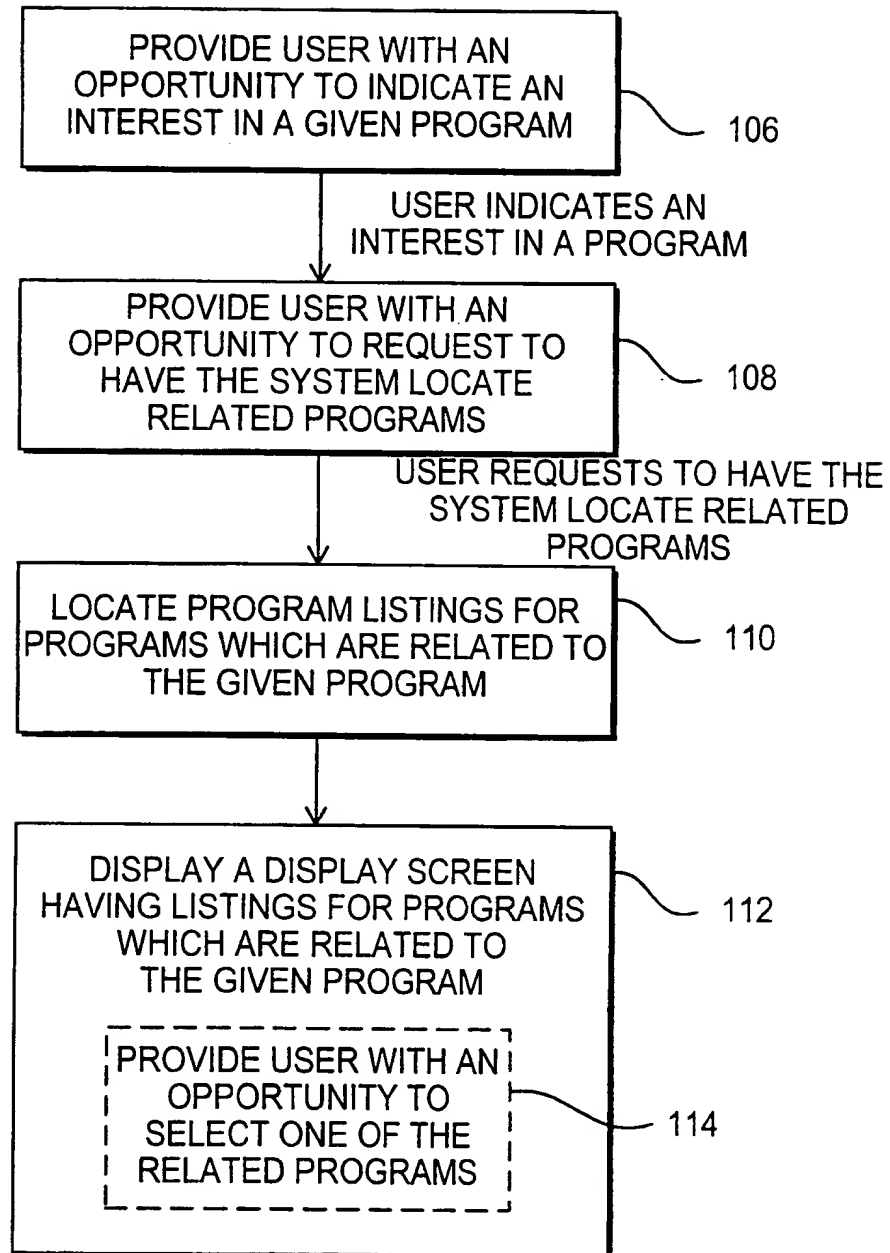 PROVIDE USER WITH AN
OPPORTUNITY TO INDICATE AN
INTEREST IN A GIVEN PROGRAM
106
USER INDICATES AN
INTEREST IN A PROGRAM
PROVIDE USER WITH AN
OPPORTUNITY TO REQUEST TO
HAVE THE SYSTEM LOCATE
RELATED PROGRAMS
108
USER REQUESTS TO HAVE THE
SYSTEM LOCATE RELATED
PROGRAMS
LOCATE PROGRAM LISTINGS FOR
PROGRAMS WHICH ARE RELATED TO
THE GIVEN PROGRAM
110
DISPLAY A DISPLAY SCREEN
HAVING LISTINGS FOR PROGRAMS
WHICH ARE RELATED TO
THE GIVEN PROGRAM
112
PROVIDE USER WITH AN
OPPORTUNITY TO
SELECT ONE OF THE
RELATED PROGRAMS
114